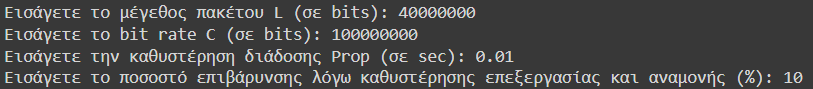 Εισάγετε το μέγεθος πακέτου L (σε bits): 40000000
Εισάγετε το bit rate C (σε bits): 100000000
Εισάγετε την καθυστέρηση διάδοσης Prop (σε sec): 0.01
Εισάγετε το ποσοστό επιβάρυνσης λόγω καθυστέρησης επεξεργασίας και αναμονής (%): 10